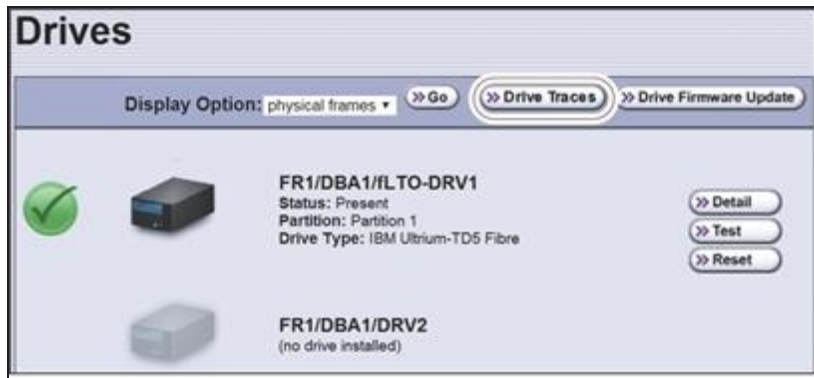 Drives
Display Option: physical frames ▾ » Go » Drive Traces » Drive Firmware Update
FR1/DBA1/fLTO-DRV1
Status: Present
Partition: Partition 1
Drive Type: IBM Ultrium-TD5 Fibre
» Detail
» Test
» Reset
FR1/DBA1/DRV2
(no drive installed)